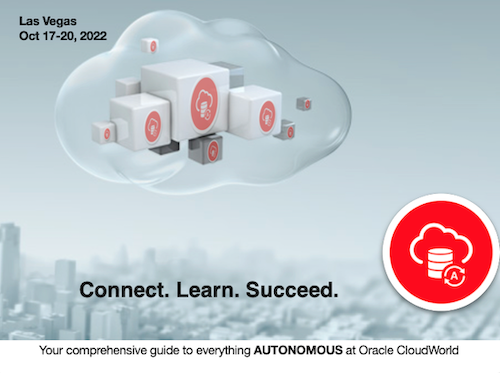 Las Vegas
Oct 17-20, 2022
A
Connect. Learn. Succeed.
Your comprehensive guide to everything AUTONOMOUS at Oracle CloudWorld